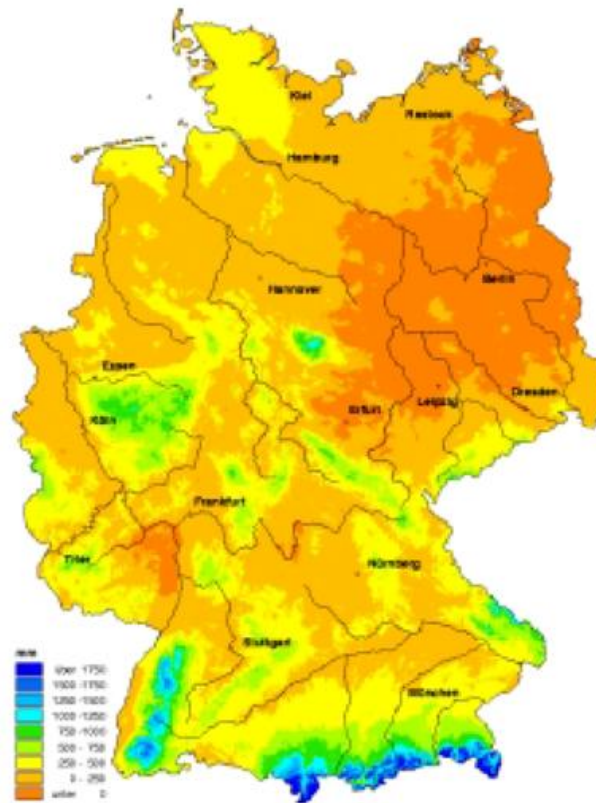 Kiel
Rostock
Hamburg
Berlin
Hannover
Essen
Dresden
Leipzig
Erfurt
Köln
Frankfurt
Trier
Nürnberg
Stuttgart
München
mm
über 1750
1500 - 1750
1250 - 1500
1000 - 1250
750 - 1000
500 - 750
250 - 500
0 - 250
unter 0